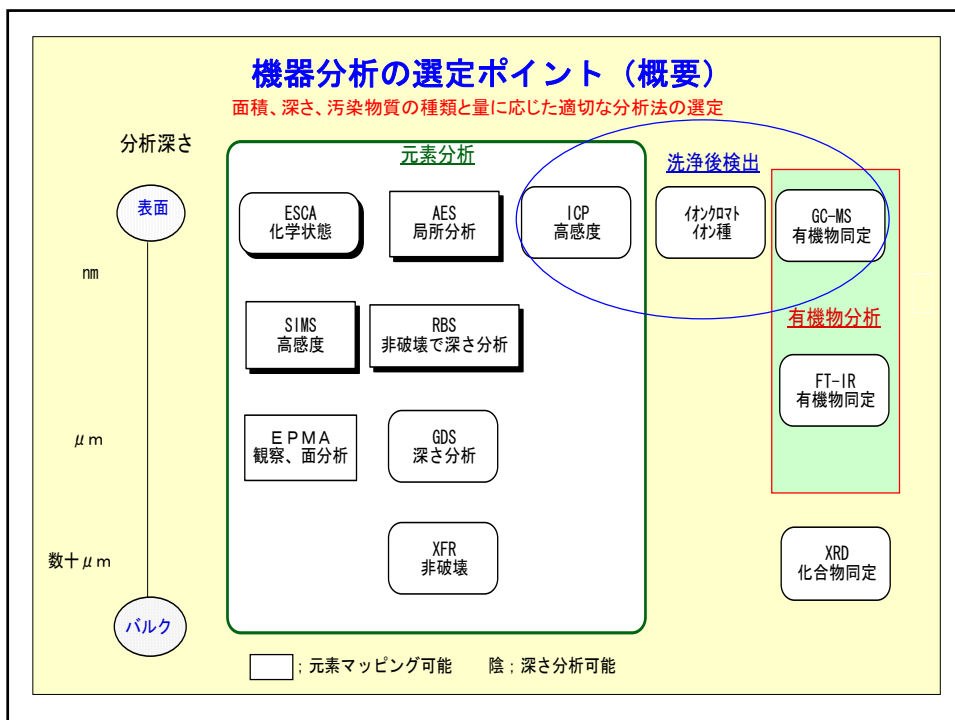 機器分析の選定ポイント（概要）
面積、深さ、汚染物質の種類と量に応じた適切な分析法の選定
分析深さ
元素分析
洗浄後検出
表面
ESCA
化学状態
AES
局所分析
ICP
高感度
イオンクロマト
イオン種
GC-MS
有機物同定
nm
SIMS
高感度
RBS
非破壊で深さ分析
有機物分析
FT-IR
有機物同定
μm
ＥＰＭＡ
観察、面分析
GDS
深さ分析
数十μm
XFR
非破壊
XRD
化合物同定
バルク
；元素マッピング可能　陰；深さ分析可能